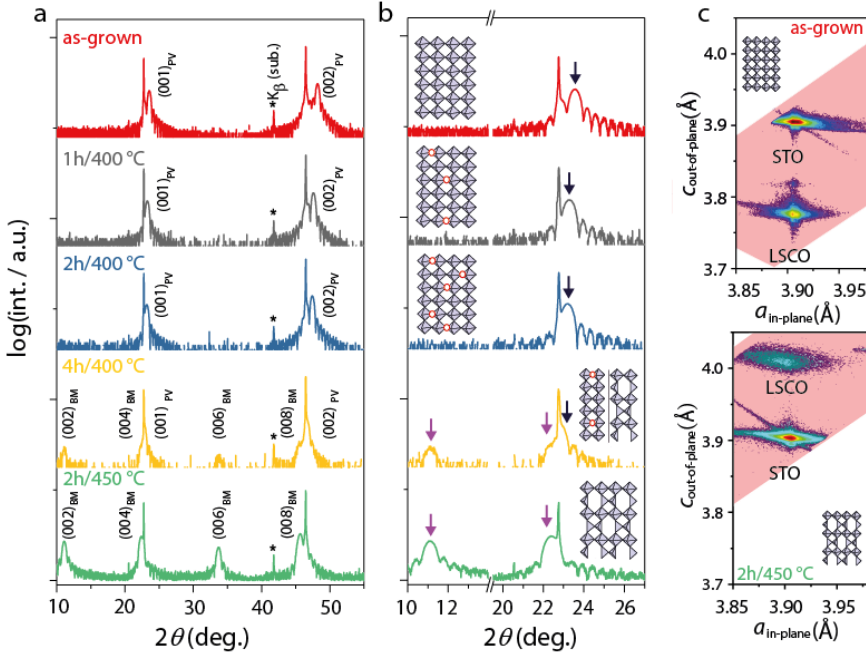 a
as-grown
(001)PV
*Kβ (sub.)
(002)PV
1h/400 °C
(001)PV
*
(002)PV
2h/400 °C
(001)PV
*
(002)PV
4h/400 °C
(002)BM
(004)BM
(001)PV
(006)BM
*
(008)BM
(002)PV
2h/450 °C
(002)BM
(004)BM
(006)BM
*
(008)BM
log(int. / a.u.)
10 20 30 40 50
2θ (deg.)
b
10 12 20 22 24 26
2θ (deg.)
c
as-grown
4.0
3.9
3.8
3.7
STO
LSCO
cout-of-plane(Å)
3.85 3.90 3.95
ain-plane(Å)
4.0
3.9
3.8
3.7
LSCO
STO
cout-of-plane(Å)
2h/450 °C
3.85 3.90 3.95
ain-plane(Å)